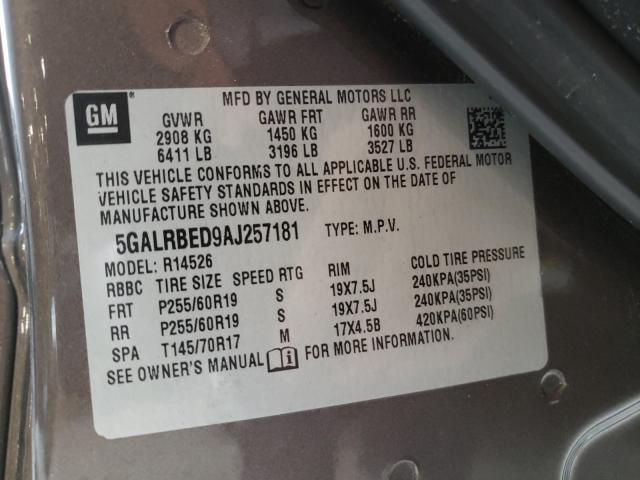 GM
MFD BY GENERAL MOTORS LLC
GVWR GAWR FRT GAWR RR
2908 KG 1450 KG 1600 KG
6411 LB 3196 LB 3527 LB
THIS VEHICLE CONFORMS TO ALL APPLICABLE U.S. FEDERAL MOTOR
VEHICLE SAFETY STANDARDS IN EFFECT ON THE DATE OF
MANUFACTURE SHOWN ABOVE.
5GALRBED9AJ257181 TYPE: M.P.V.
MODEL: R14526
RBBC TIRE SIZE SPEED RTG RIM COLD TIRE PRESSURE
FRT P255/60R19 S 19X7.5J 240KPA(35PSI)
RR P255/60R19 S 19X7.5J 240KPA(35PSI)
SPA T145/70R17 M 17X4.5B 420KPA(60PSI)
SEE OWNER'S MANUAL FOR MORE INFORMATION.